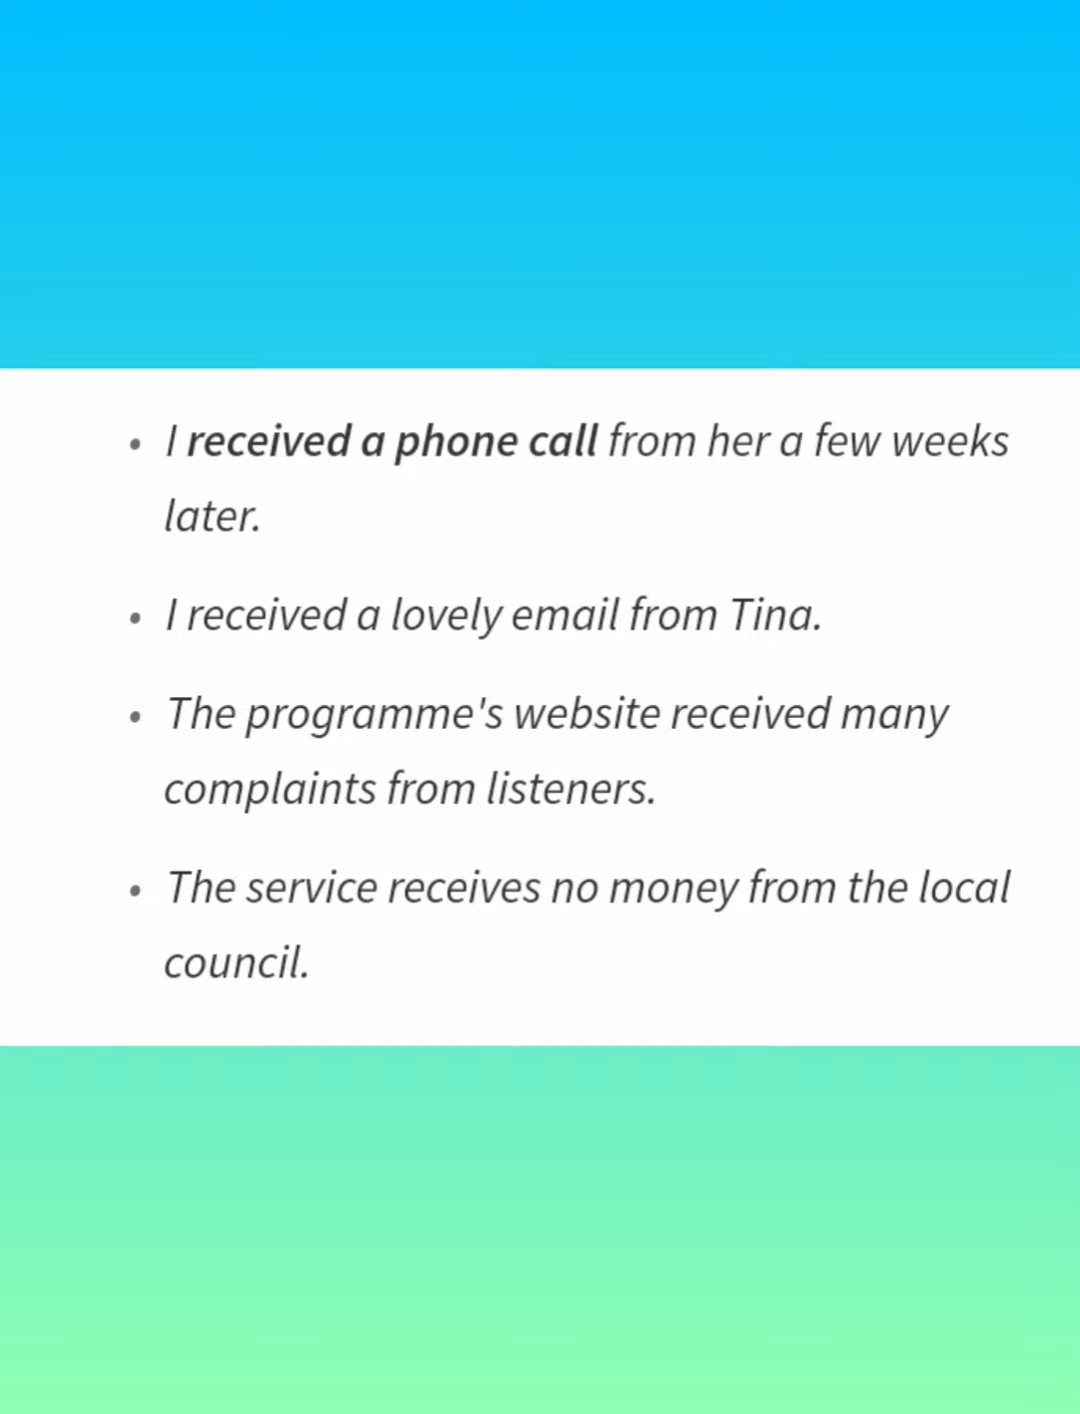 • I received a phone call from her a few weeks
later.
• I received a lovely email from Tina.
• The programme's website received many
complaints from listeners.
• The service receives no money from the local
council.